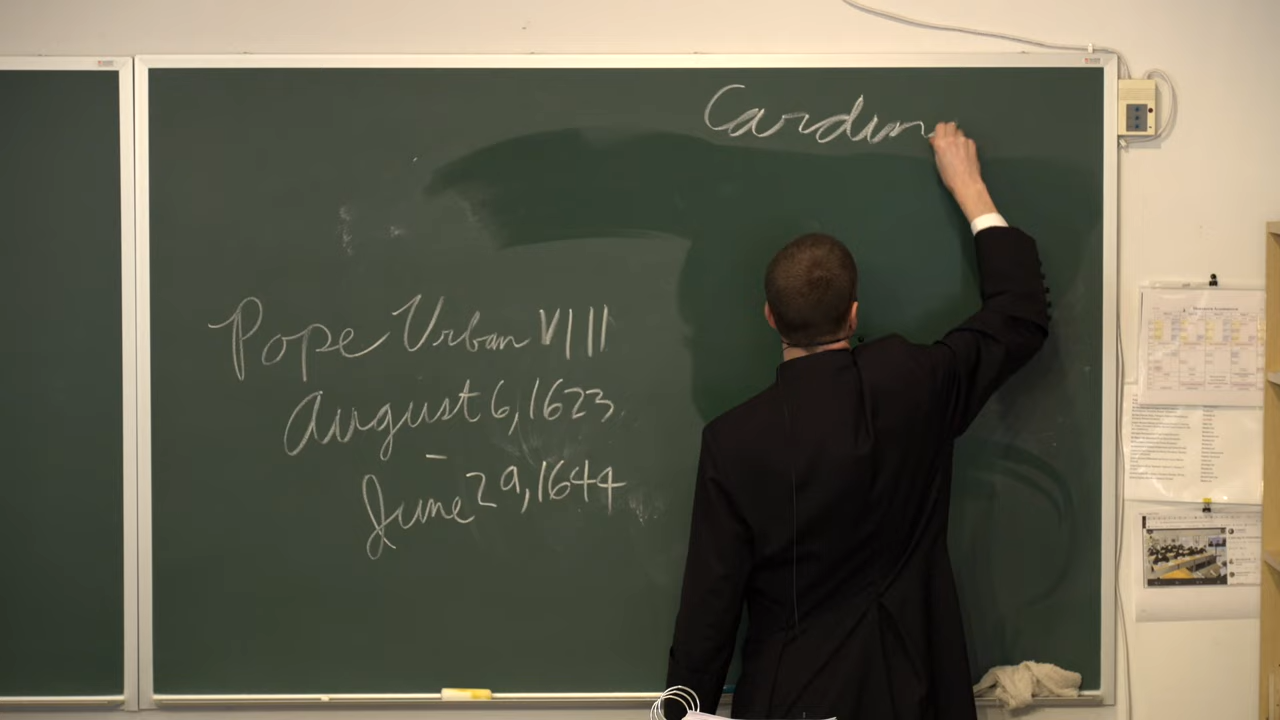 Cardin
Pope Urban VIII
August 6, 1623
–
June 29, 1644